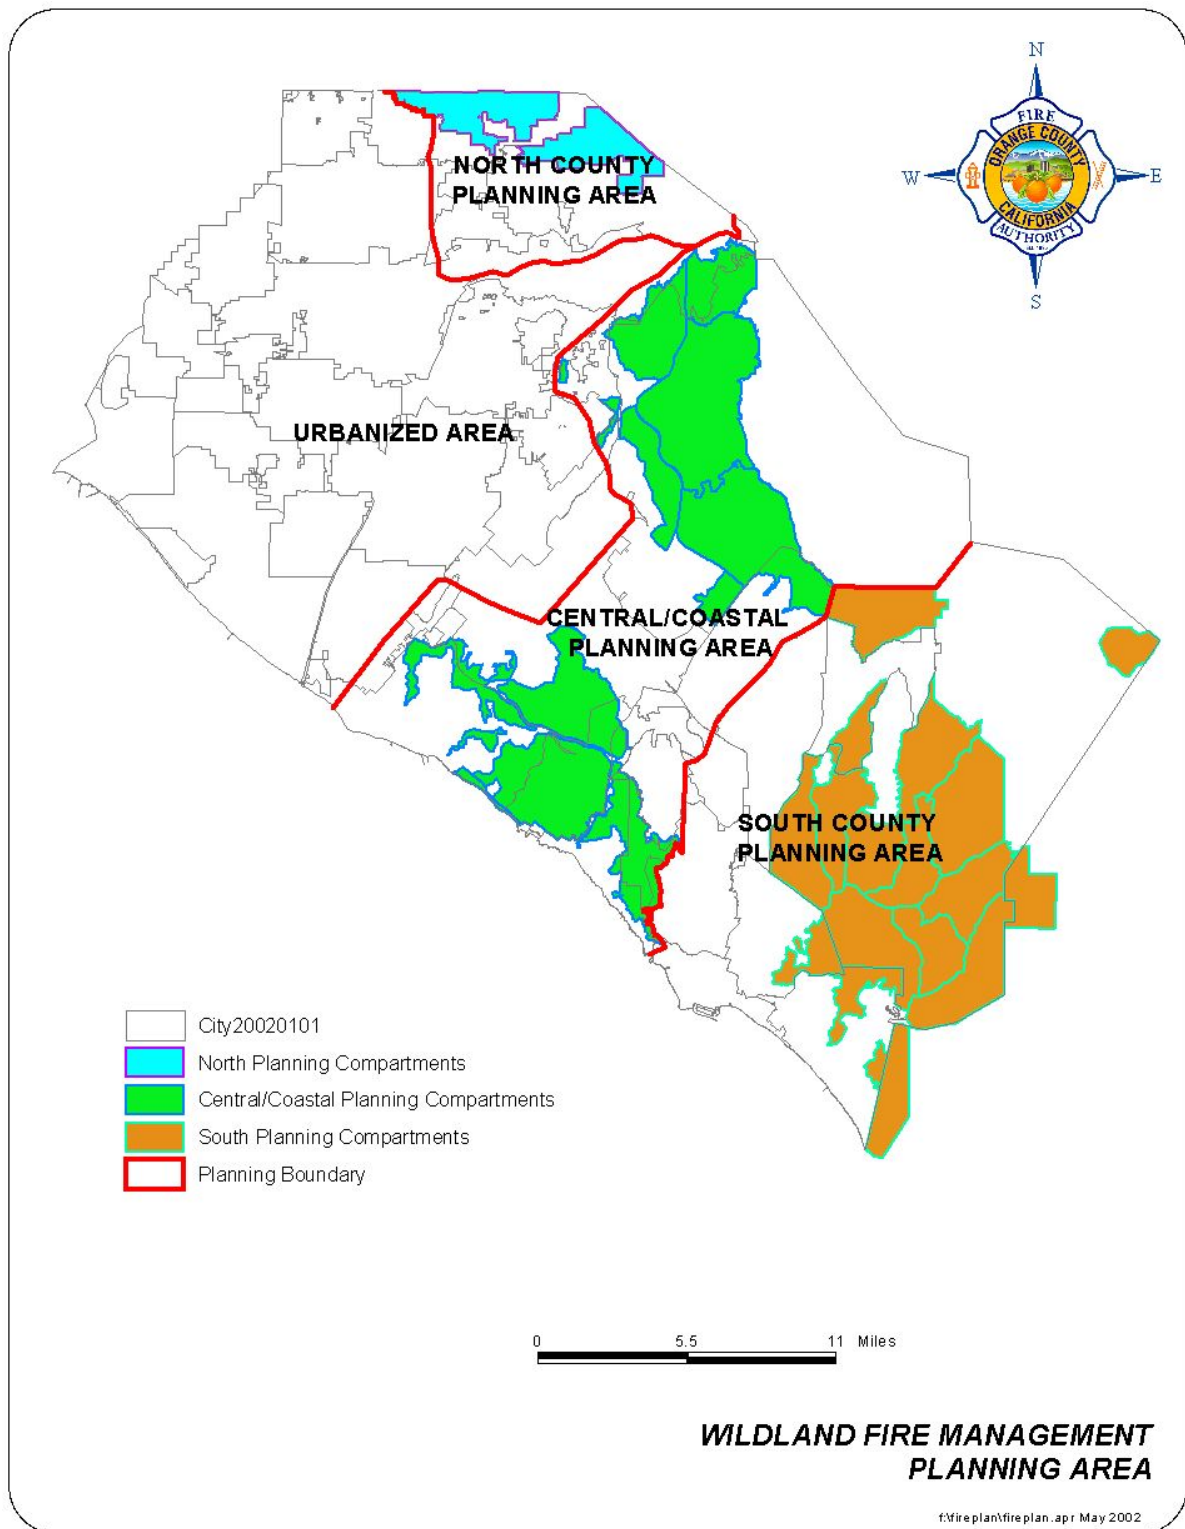 N
FIRE
ORANGE COUNTY
W
E
CALIFORNIA
AUTHORITY
S
NORTH COUNTY
PLANNING AREA
URBANIZED AREA
CENTRAL/COASTAL
PLANNING AREA
SOUTH COUNTY
PLANNING AREA
City20020101
North Planning Compartments
Central/Coastal Planning Compartments
South Planning Compartments
Planning Boundary
0 5.5 11 Miles
WILDLAND FIRE MANAGEMENT
PLANNING AREA
f:\fireplan\fireplan.apr May 2002